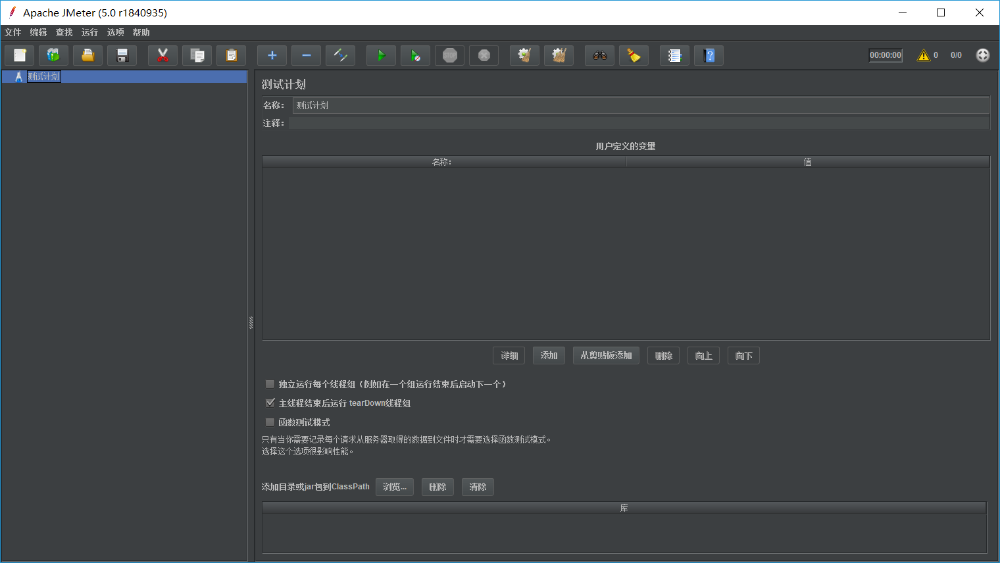 Apache JMeter (5.0 r1840935)
文件 编辑 查找 运行 选项 帮助
STOP
00:00:00 0 0/0
测试计划
测试计划
名称： 测试计划
注释：
用户定义的变量
名称： 值
详细 添加 从剪贴板添加 删除 向上 向下
独立运行每个线程组（例如在一个组运行结束后启动下一个）
主线程结束后运行 tearDown线程组
函数测试模式
只有当你需要记录每个请求从服务器取得的数据到文件时才需要选择函数测试模式。
选择这个选项很影响性能。
添加目录或jar包到ClassPath 浏览... 删除 清除
库